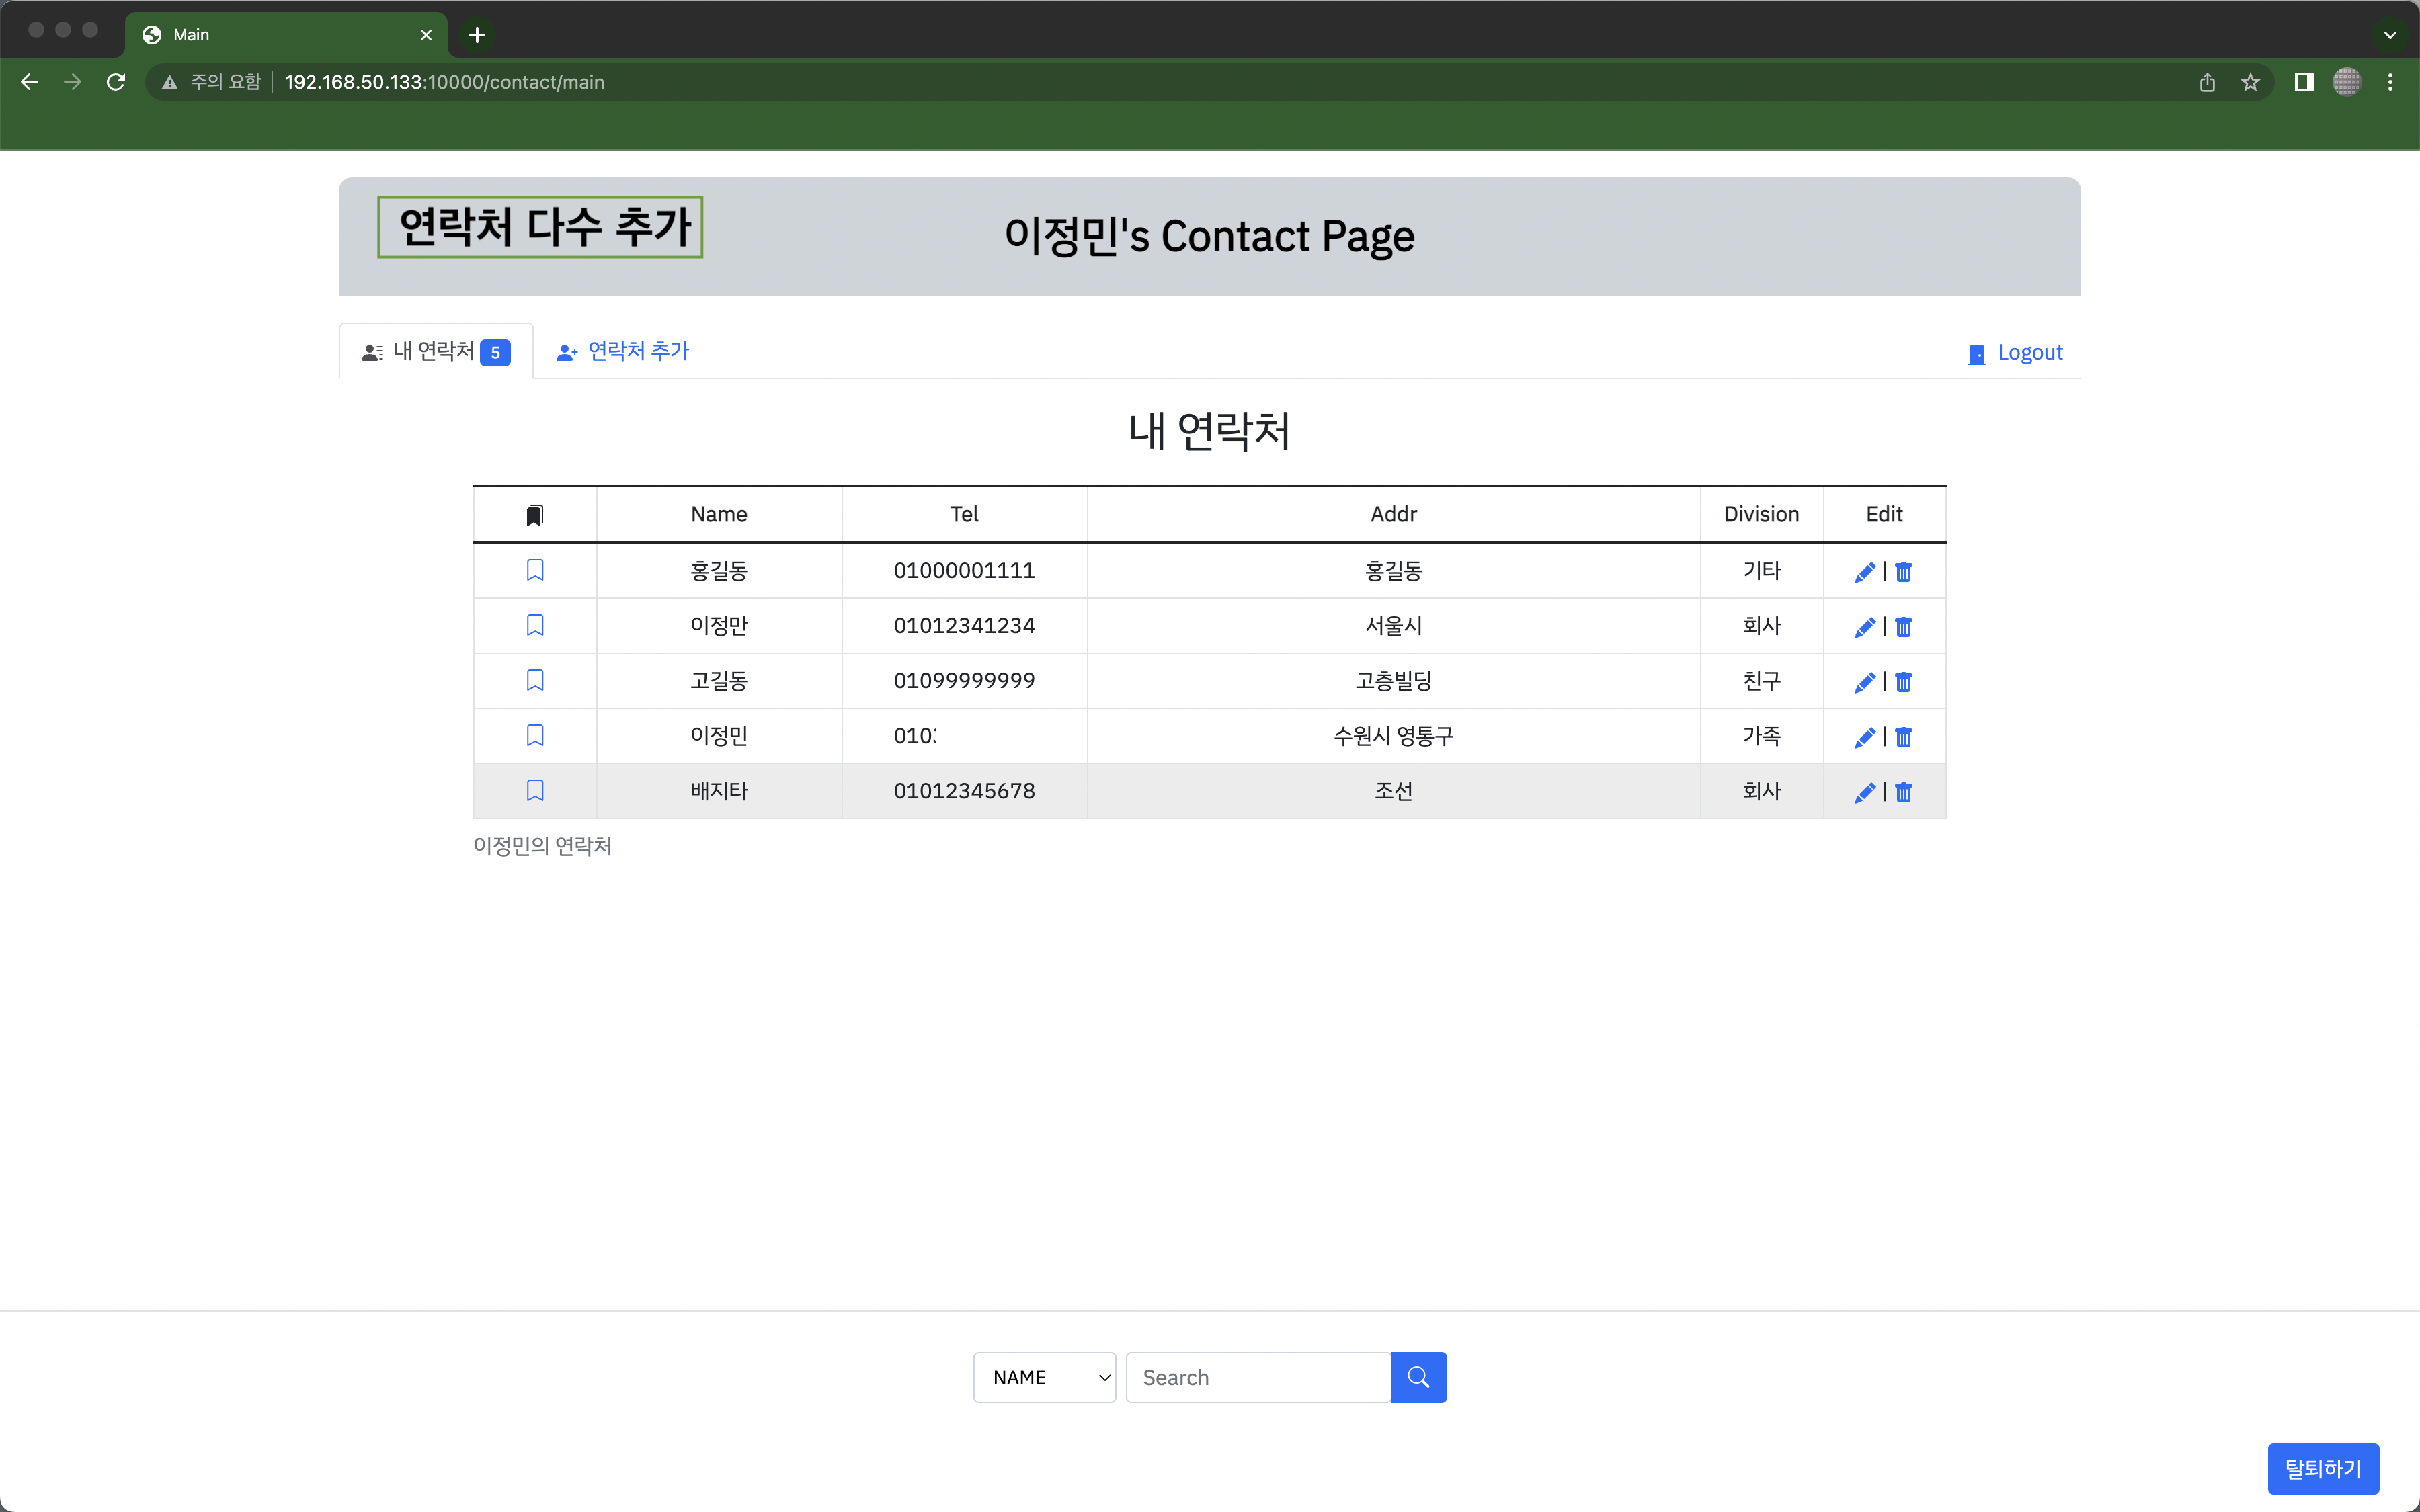 Main
주의 요함 192.168.50.133:10000/contact/main
연락처 다수 추가
이정민's Contact Page
내 연락처 5 연락처 추가 Logout
내 연락처
Name Tel Addr Division Edit
홍길동 01000001111 홍길동 기타 |
이정만 01012341234 서울시 회사 |
고길동 01099999999 고층빌딩 친구 |
이정민 010 수원시 영통구 가족 |
배지타 01012345678 조선 회사 |
이정민의 연락처
NAME Search
탈퇴하기